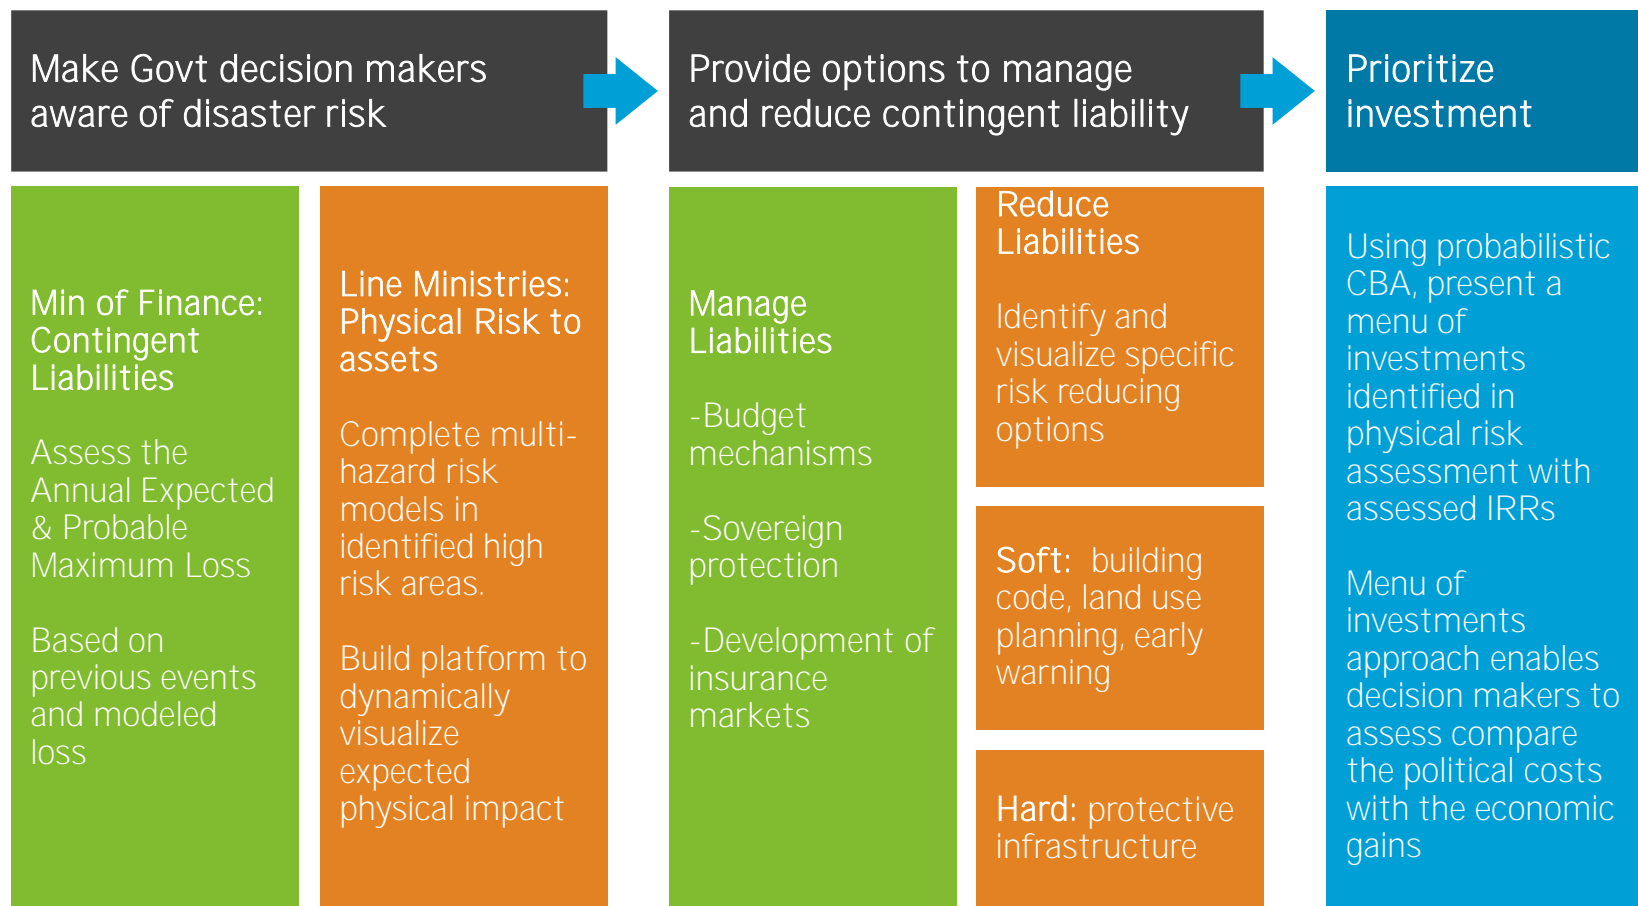 Make Govt decision makers
aware of disaster risk
Provide options to manage
and reduce contingent liability
Prioritize
investment
Min of Finance:
Contingent
Liabilities
Assess the
Annual Expected
& Probable
Maximum Loss
Based on
previous events
and modeled
loss
Line Ministries:
Physical Risk to
assets
Complete multi-
hazard risk
models in
identified high
risk areas.
Build platform to
dynamically
visualize
expected
physical impact
Manage
Liabilities
-Budget
mechanisms
-Sovereign
protection
-Development of
insurance
markets
Reduce
Liabilities
Identify and
visualize specific
risk reducing
options
Soft:  building
code, land use
planning, early
warning
Hard: protective
infrastructure
Using probabilistic
CBA, present a
menu of
investments
identified in
physical risk
assessment with
assessed IRRs
Menu of
investments
approach enables
decision makers to
assess compare
the political costs
with the economic
gains